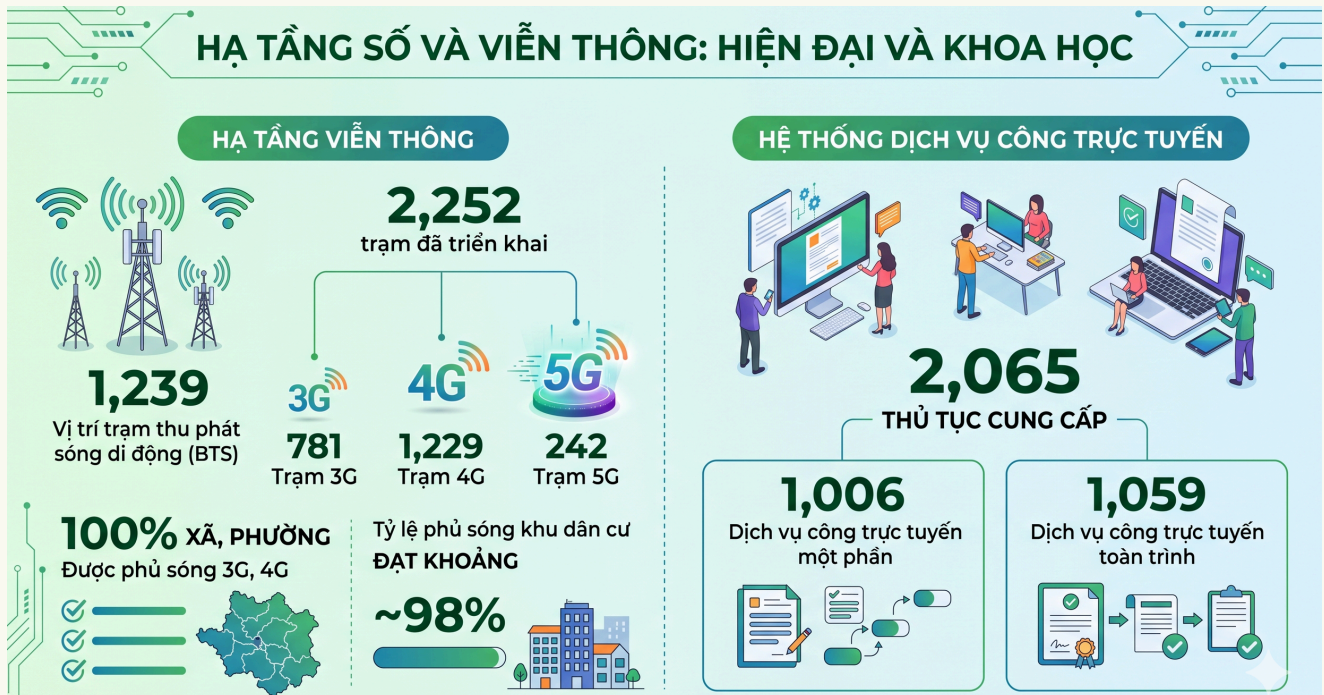 HẠ TẦNG SỐ VÀ VIỄN THÔNG: HIỆN ĐẠI VÀ KHOA HỌC
HẠ TẦNG VIỄN THÔNG
1,239
Vị trí trạm thu phát
sóng di động (BTS)
2,252
trạm đã triển khai
3G
781
Trạm 3G
4G
1,229
Trạm 4G
5G
242
Trạm 5G
100% XÃ, PHƯỜNG
Được phủ sóng 3G, 4G
Tỷ lệ phủ sóng khu dân cư
ĐẠT KHOẢNG
~98%
HỆ THỐNG DỊCH VỤ CÔNG TRỰC TUYẾN
2,065
THỦ TỤC CUNG CẤP
1,006
Dịch vụ công trực tuyến
một phần
1,059
Dịch vụ công trực tuyến
toàn trình